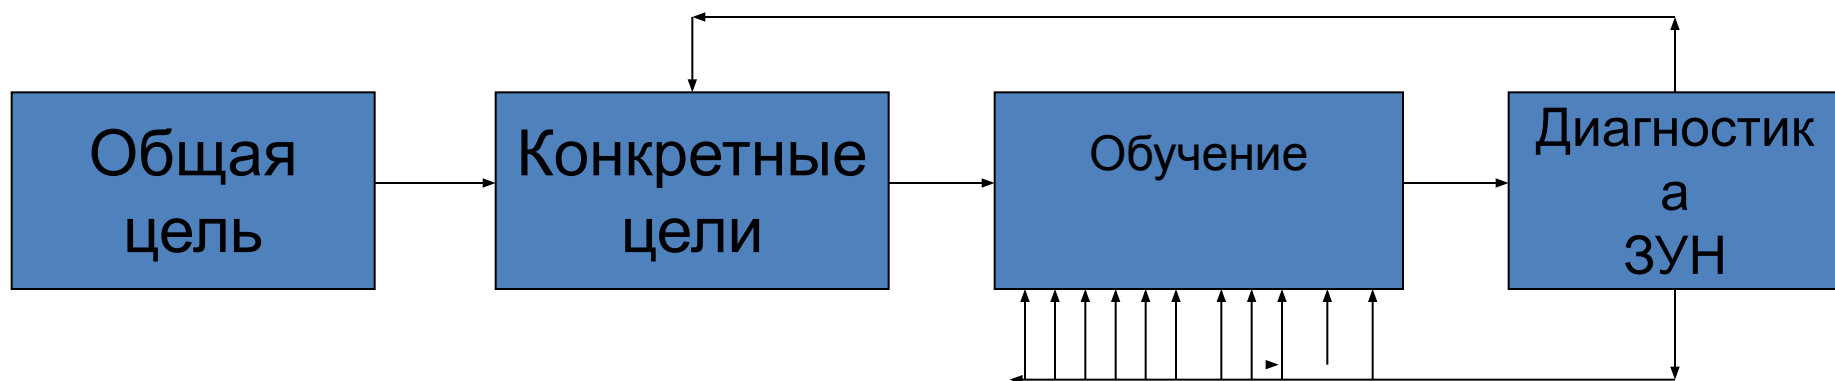 Общая
цель
Конкретные
цели
Обучение
Диагностик
а
ЗУН